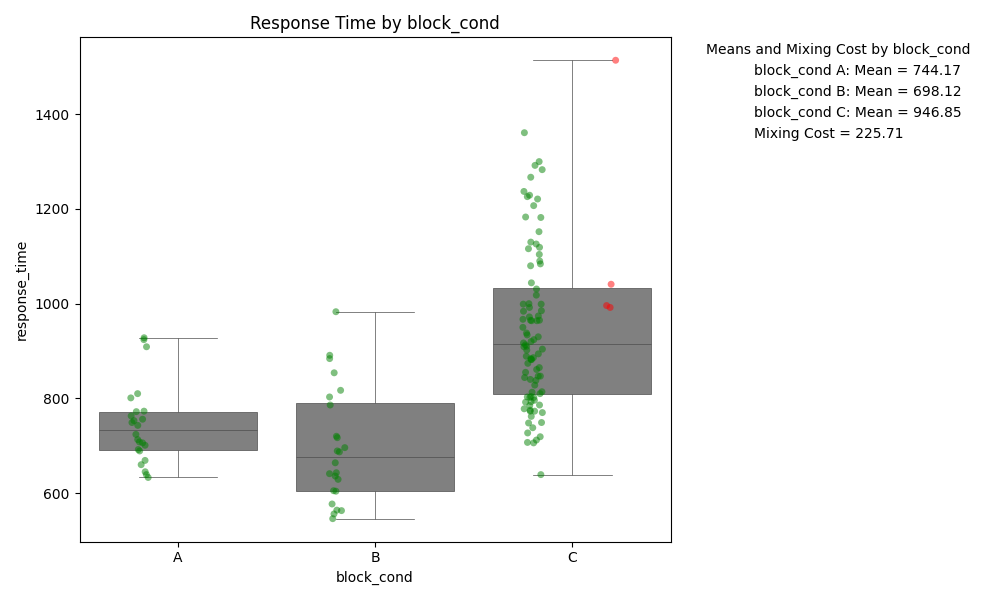 Response Time by block_cond
Means and Mixing Cost by block_cond
block_cond A: Mean = 744.17
block_cond B: Mean = 698.12
block_cond C: Mean = 946.85
Mixing Cost = 225.71
response_time
1400
1200
1000
800
600
A
B
C
block_cond